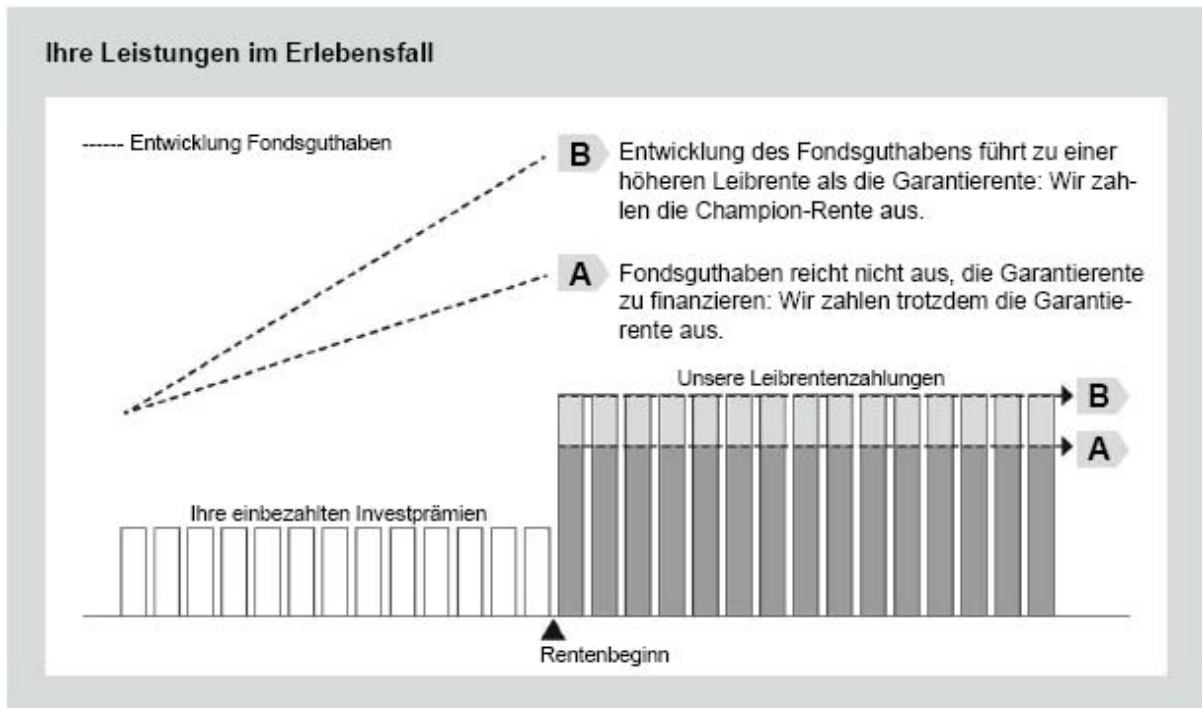 Ihre Leistungen im Erlebensfall
------ Entwicklung Fondsguthaben
B
Entwicklung des Fondsguthabens führt zu einer
höheren Leibrente als die Garantierente: Wir zah-
len die Champion-Rente aus.
A
Fondsguthaben reicht nicht aus, die Garantierente
zu finanzieren: Wir zahlen trotzdem die Garantie-
rente aus.
Unsere Leibrentenzahlungen
B
A
Ihre einbezahlten Investprämien
Rentenbeginn